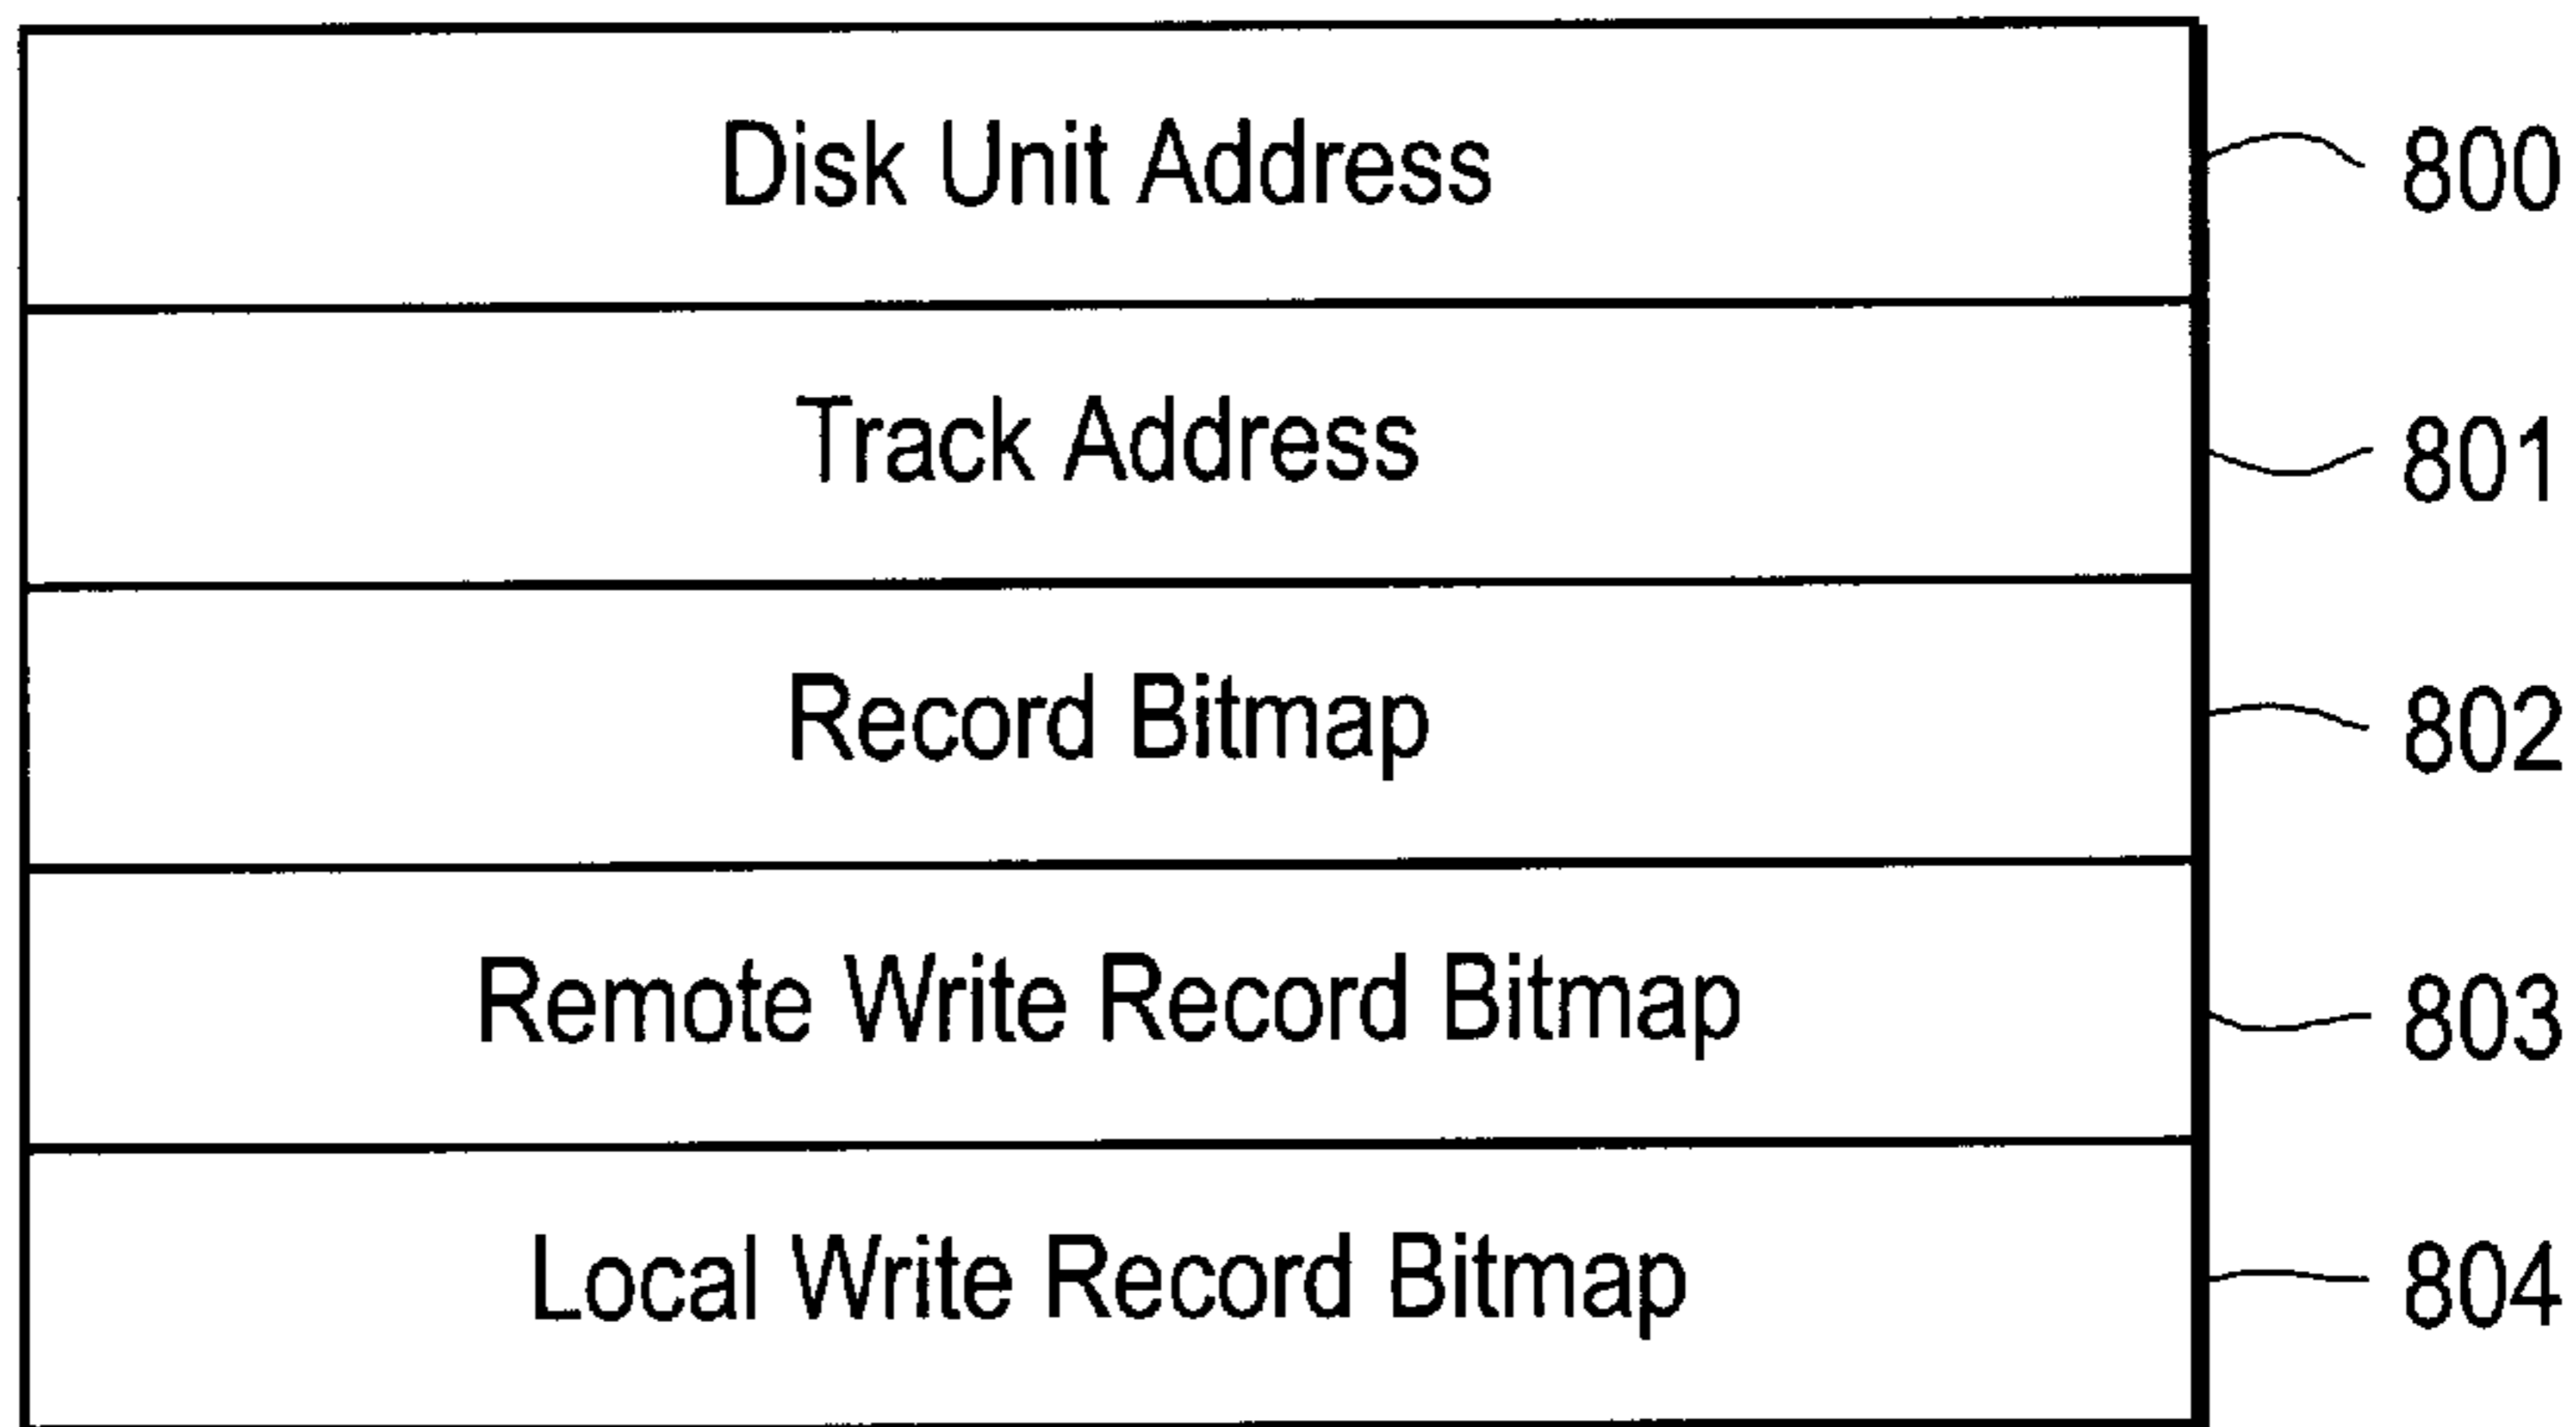 Disk Unit Address 800
Track Address 801
Record Bitmap 802
Remote Write Record Bitmap 803
Local Write Record Bitmap 804